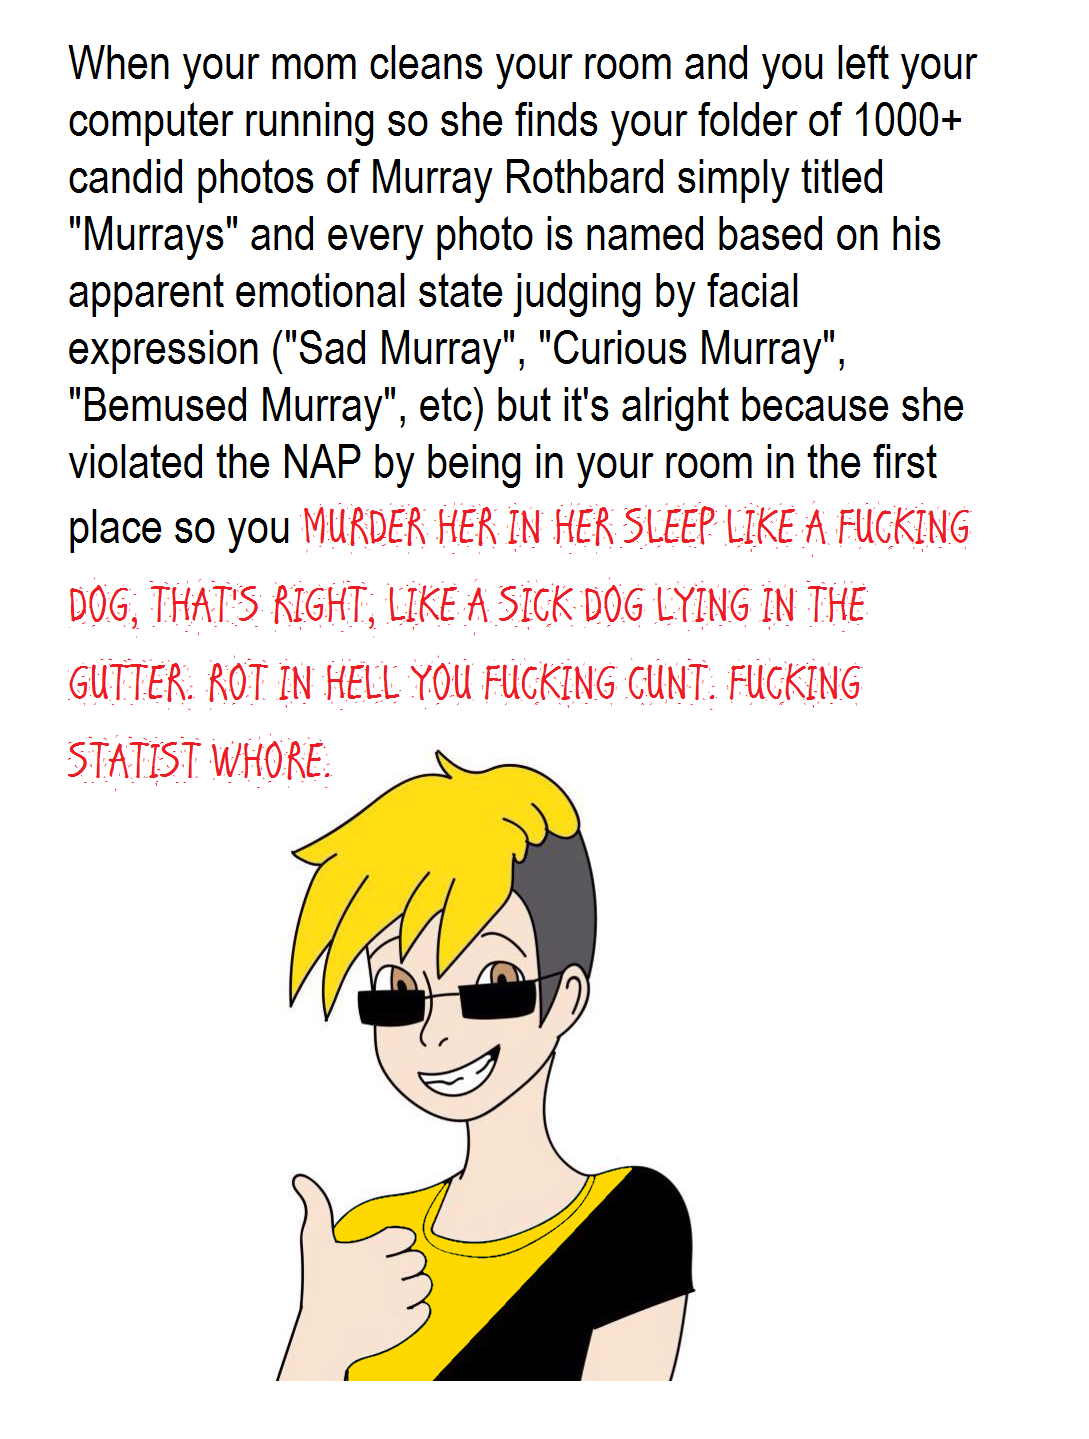 When your mom cleans your room and you left your
computer running so she finds your folder of 1000+
candid photos of Murray Rothbard simply titled
"Murrays" and every photo is named based on his
apparent emotional state judging by facial
expression ("Sad Murray", "Curious Murray",
"Bemused Murray", etc) but it's alright because she
violated the NAP by being in your room in the first
place so you MURDER HER IN HER SLEEP LIKE A FUCKING
DOG, THAT'S RIGHT, LIKE A SICK DOG LYING IN THE
GUTTER. ROT IN HELL YOU FUCKING CUNT. FUCKING
STATIST WHORE.